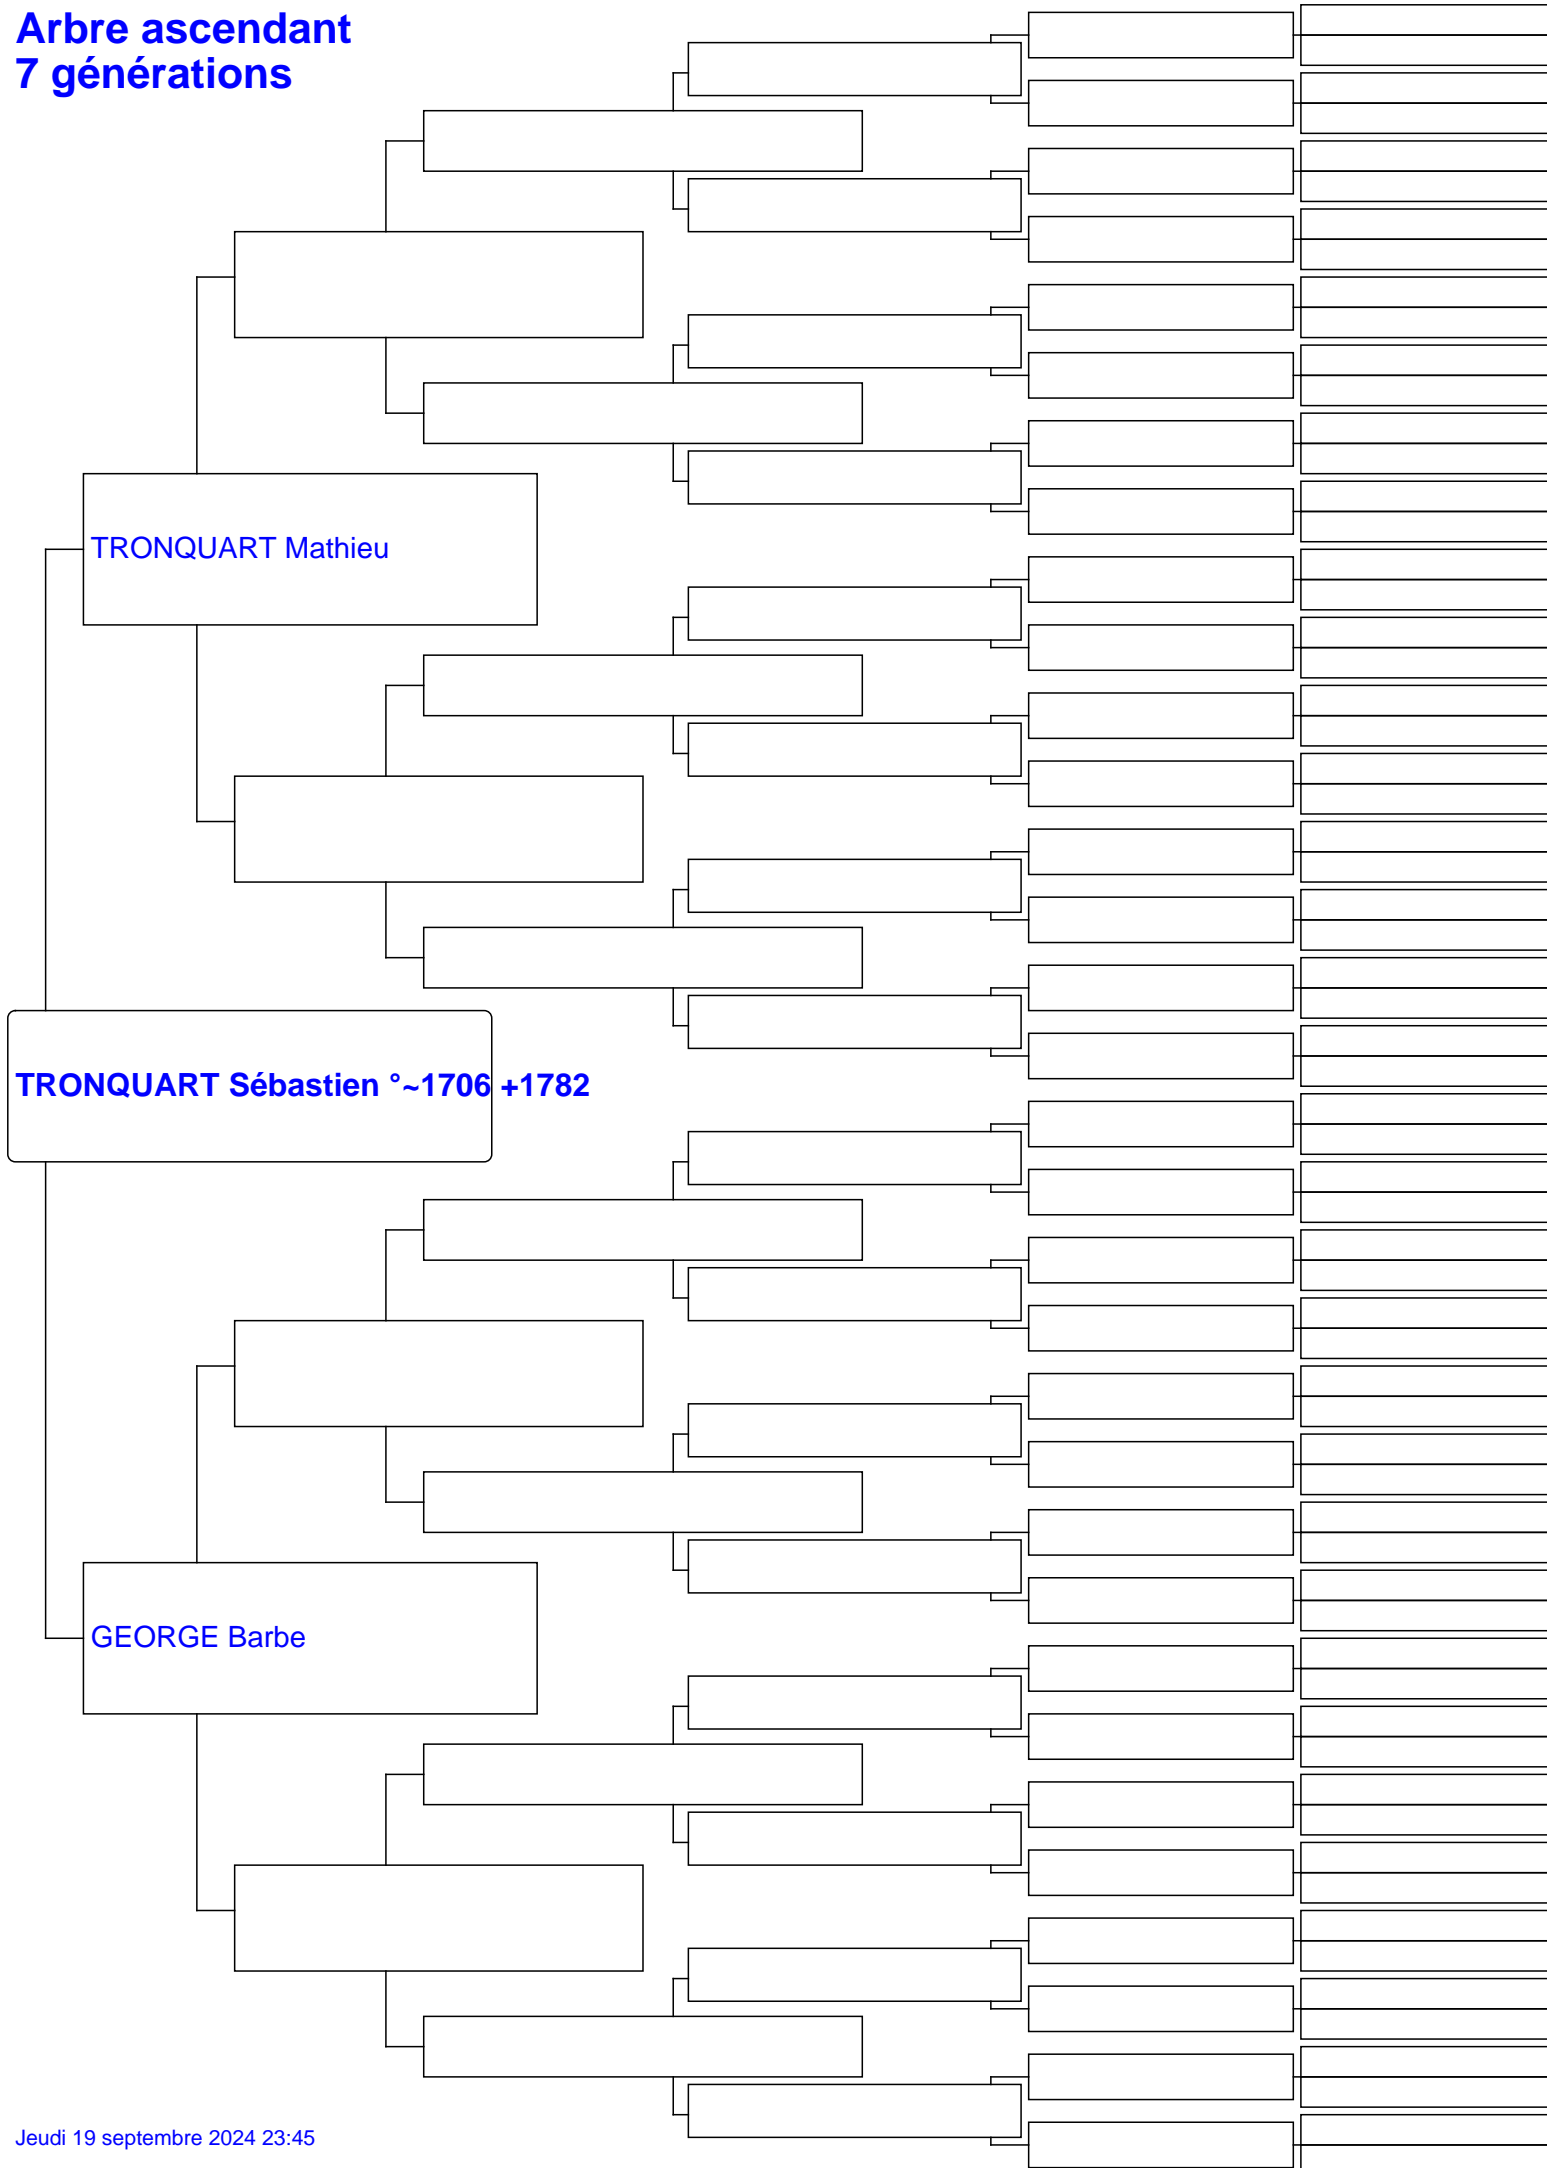 Arbre ascendant
7 générations
TRONQUART Mathieu
TRONQUART Sébastien °~1706 +1782
GEORGE Barbe
Jeudi 19 septembre 2024 23:45